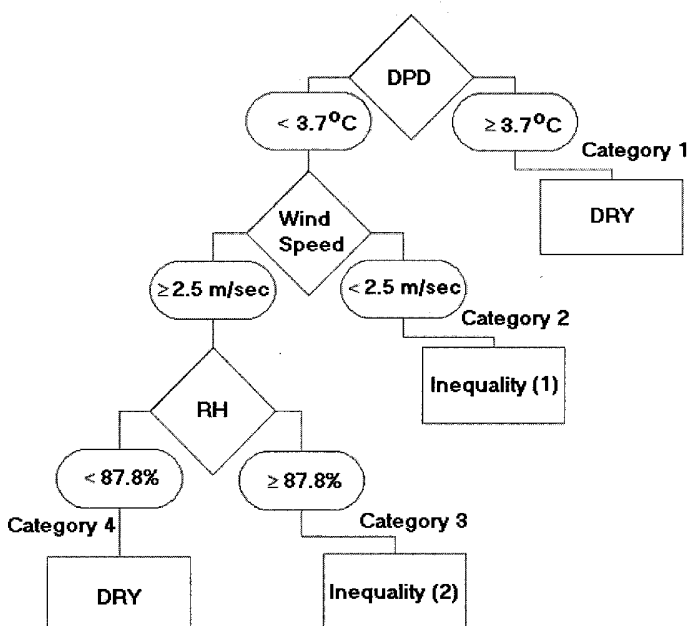 DPD
< 3.7°C
≥ 3.7°C
Category 1
DRY
Wind
Speed
≥ 2.5 m/sec
< 2.5 m/sec
Category 2
Inequality (1)
RH
< 87.8%
≥ 87.8%
Category 4
Category 3
DRY
Inequality (2)